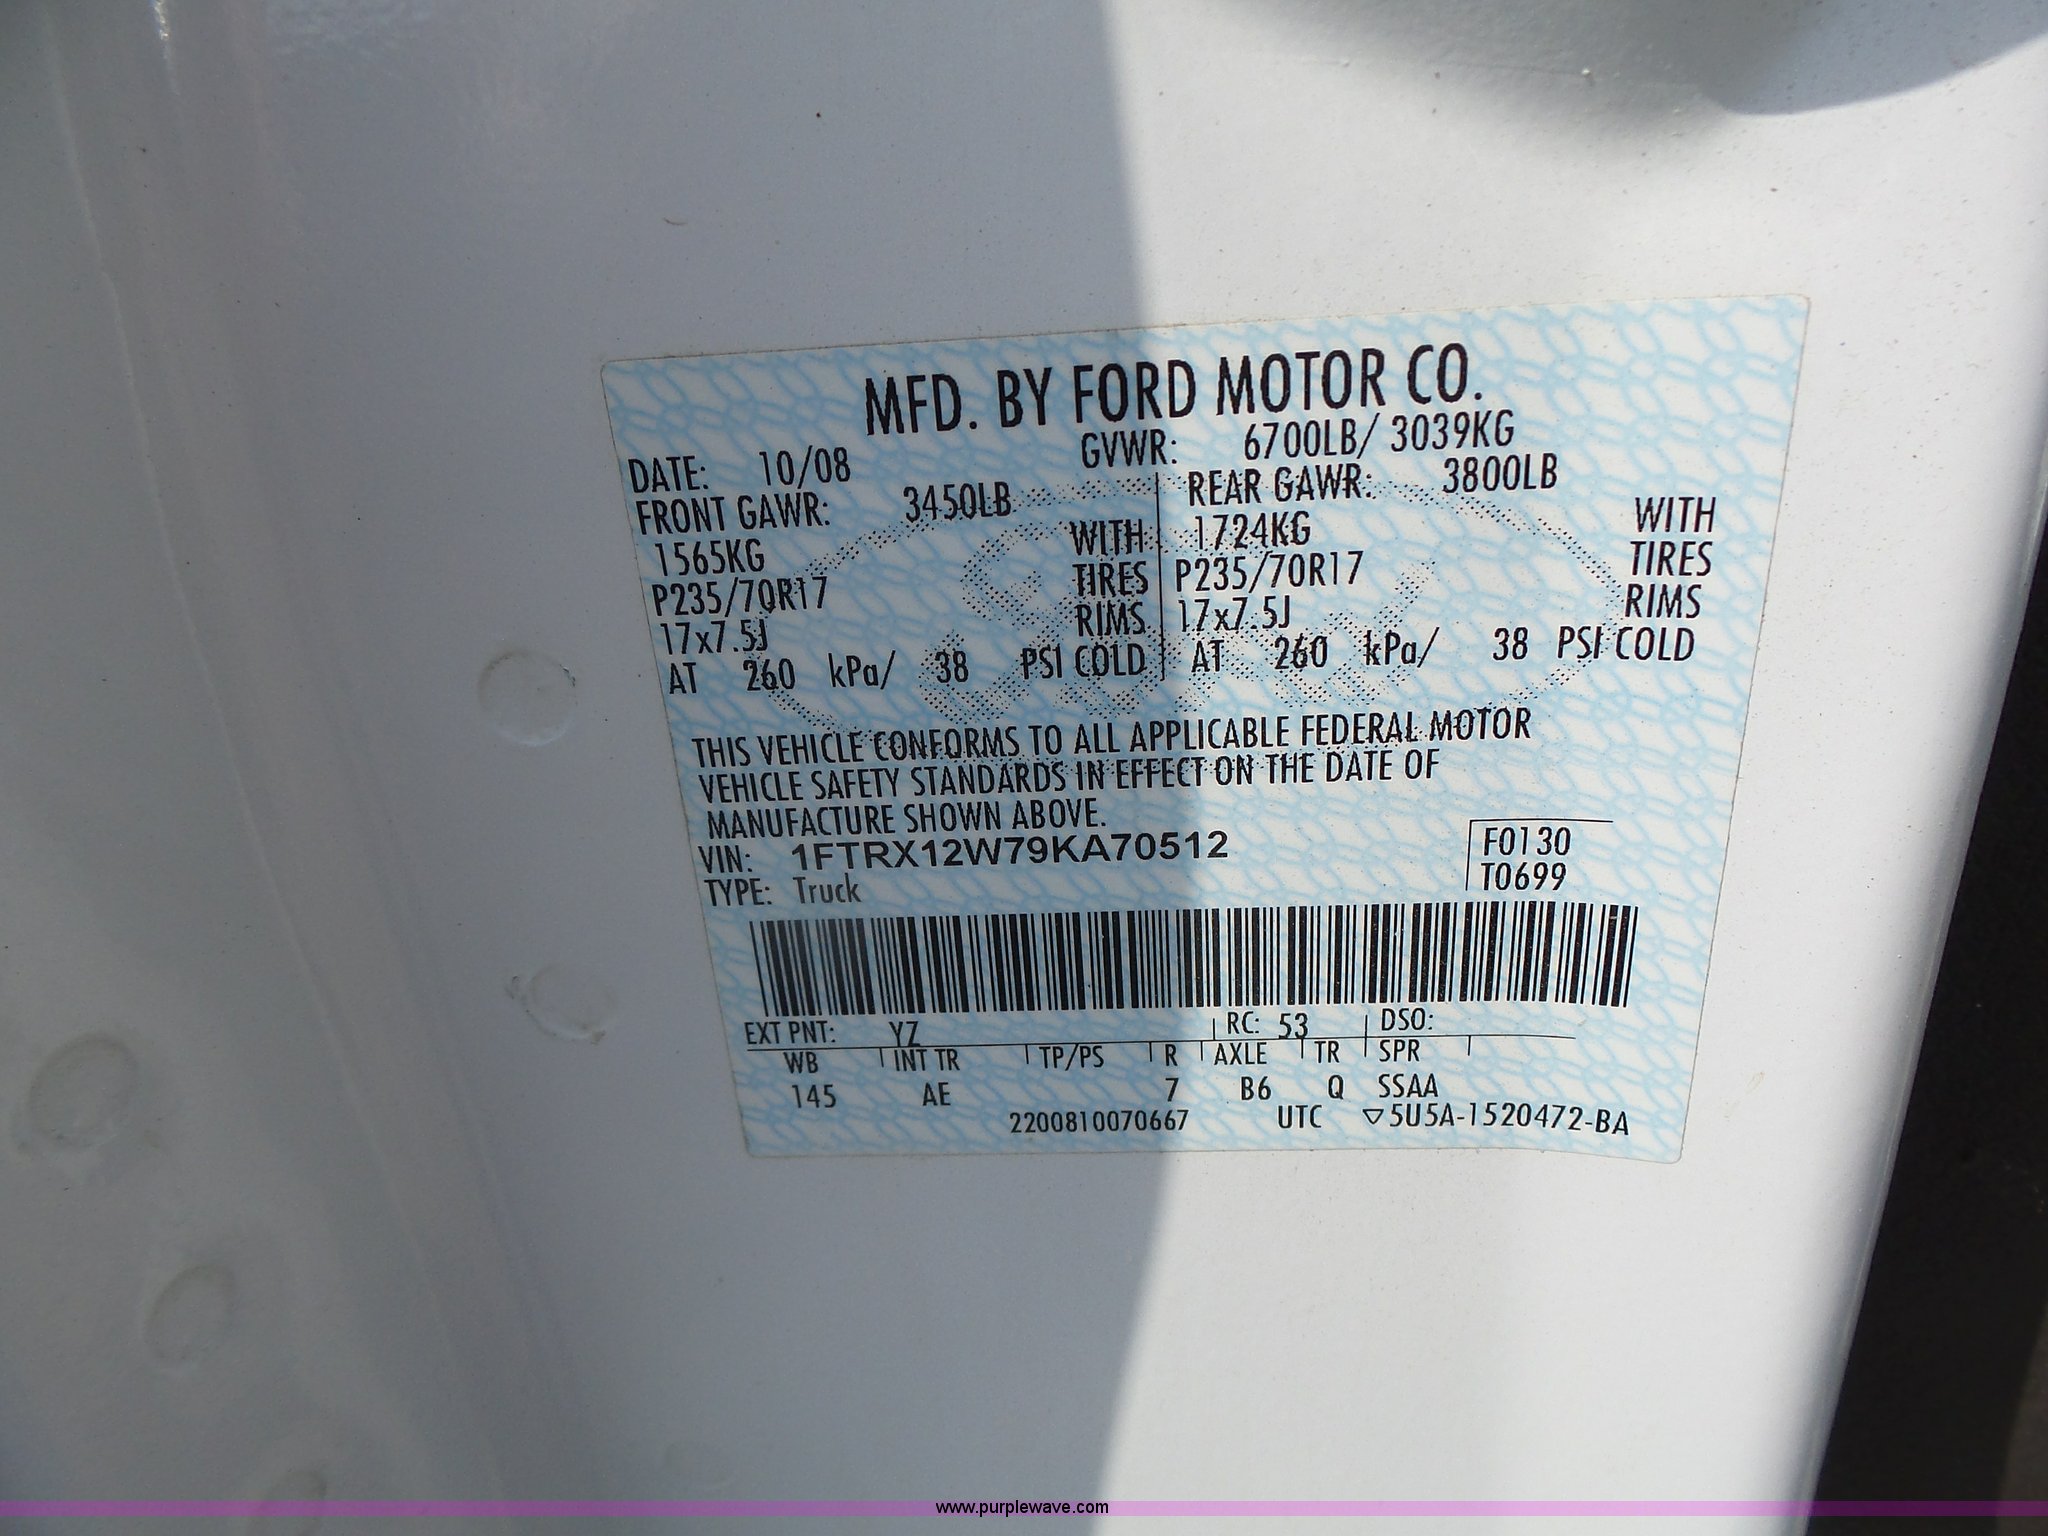 MFD. BY FORD MOTOR CO.
DATE: 10/08 GVWR: 6700LB/ 3039KG
FRONT GAWR: 3450LB REAR GAWR: 3800LB
1565KG WITH 1724KG WITH
P235/70R17 TIRES P235/70R17 TIRES
17x7.5J RIMS 17x7.5J RIMS
AT 260 kPa/ 38 PSI COLD AT 260 kPa/ 38 PSI COLD
THIS VEHICLE CONFORMS TO ALL APPLICABLE FEDERAL MOTOR
VEHICLE SAFETY STANDARDS IN EFFECT ON THE DATE OF
MANUFACTURE SHOWN ABOVE.
VIN: 1FTRX12W79KA70512 F0130
TYPE: Truck T0699
EXT PNT: YZ RC: 53 DSO:
WB INT TR TP/PS R AXLE TR SPR
145 AE 7 B6 Q SSAA
2200810070667 UTC ▽5U5A-1520472-BA
www.purplewave.com